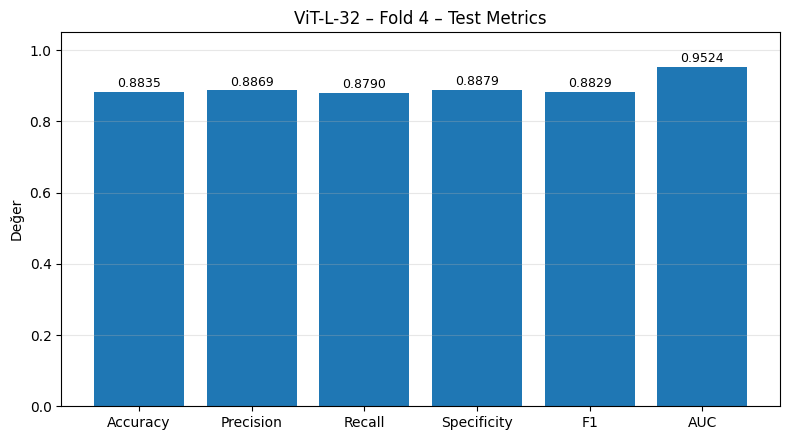 ViT-L-32 – Fold 4 – Test Metrics
Değer
1.0
0.8
0.6
0.4
0.2
0.0
0.8835
0.8869
0.8790
0.8879
0.8829
0.9524
Accuracy
Precision
Recall
Specificity
F1
AUC